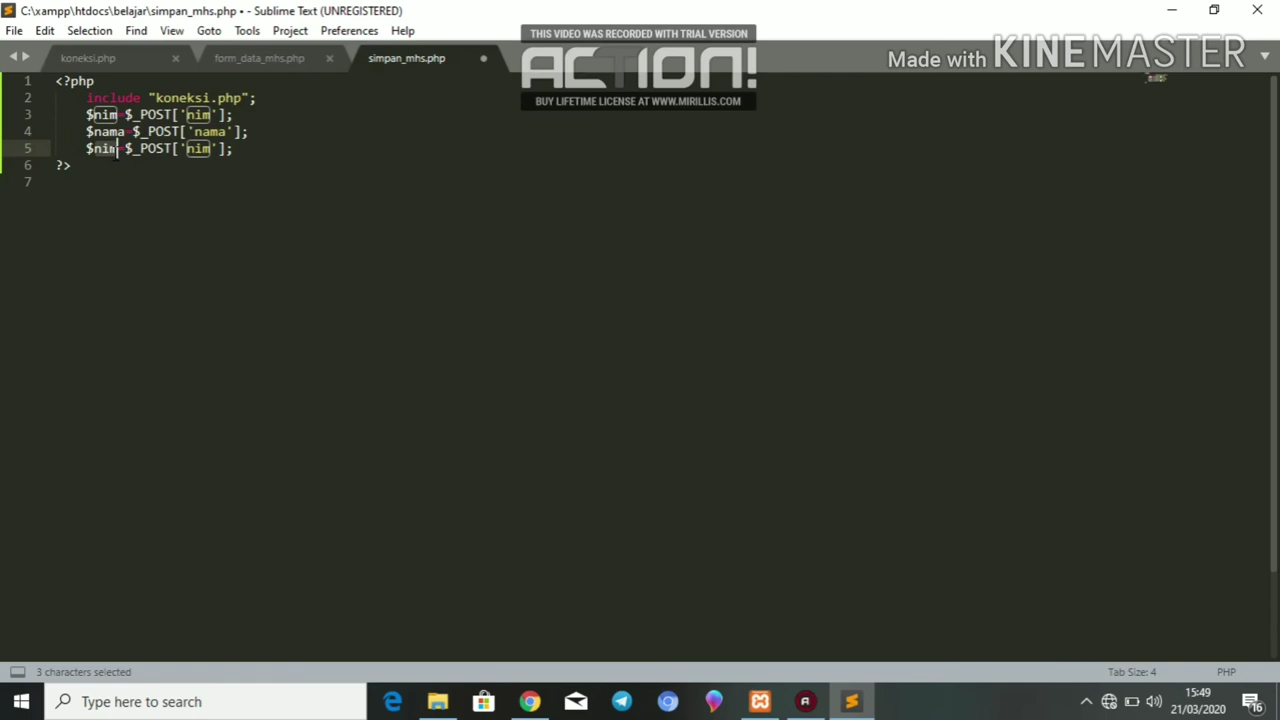 C:\xampp\htdocs\belajar\simpan_mhs.php • - Sublime Text (UNREGISTERED)
File Edit Selection Find View Goto Tools Project Preferences Help
THIS VIDEO WAS RECORDED WITH TRIAL VERSION
ACTION!
BUY LIFETIME LICENSE AT WWW.MIRILLIS.COM
Made with KINEMASTER
koneksi.php × form_data_mhs.php × simpan_mhs.php
1 <?php
2 include "koneksi.php";
3 $nim=$_POST['nim'];
4 $nama=$_POST['nama'];
5 $nim=$_POST['nim'];
6 ?>
7
3 characters selected Tab Size: 4 PHP
Type here to search
15:49
21/03/2020
16